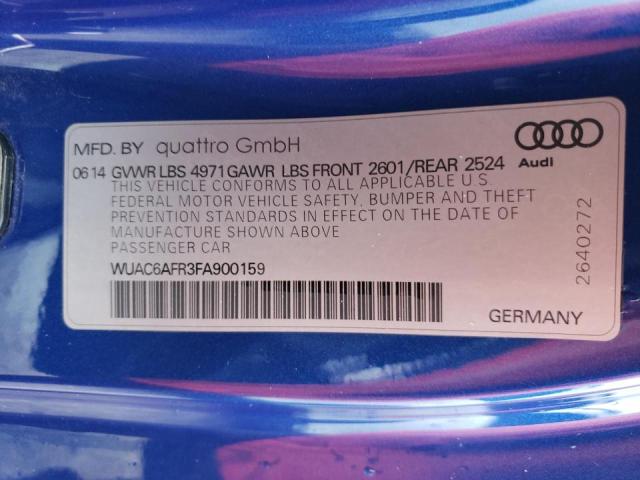 MFD. BY quattro GmbH
06 14 GVWR LBS 4971 GAWR LBS FRONT 2601/REAR 2524
Audi
THIS VEHICLE CONFORMS TO ALL APPLICABLE U.S.
FEDERAL MOTOR VEHICLE SAFETY, BUMPER AND THEFT
PREVENTION STANDARDS IN EFFECT ON THE DATE OF
MANUFACTURE SHOWN ABOVE
PASSENGER CAR
WUAC6AFR3FA900159
GERMANY
2640272